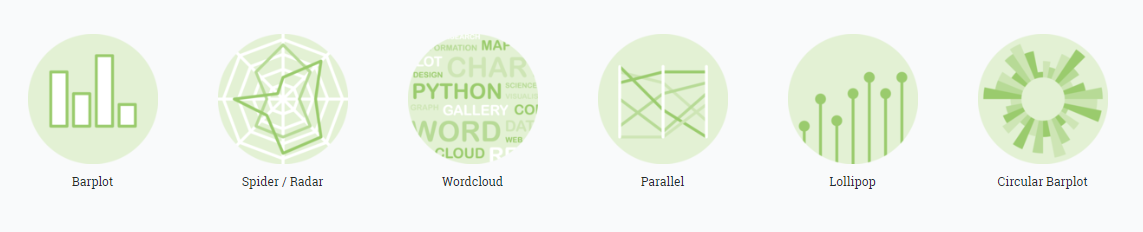 FORMATION MAP
LOT
CHAR
DESIGN
PYTHON SCIENCE
GRAPH
GALLERY CO
WORD DAT
WEB
CLOUD RE
Barplot
Spider / Radar
Wordcloud
Parallel
Lollipop
Circular Barplot